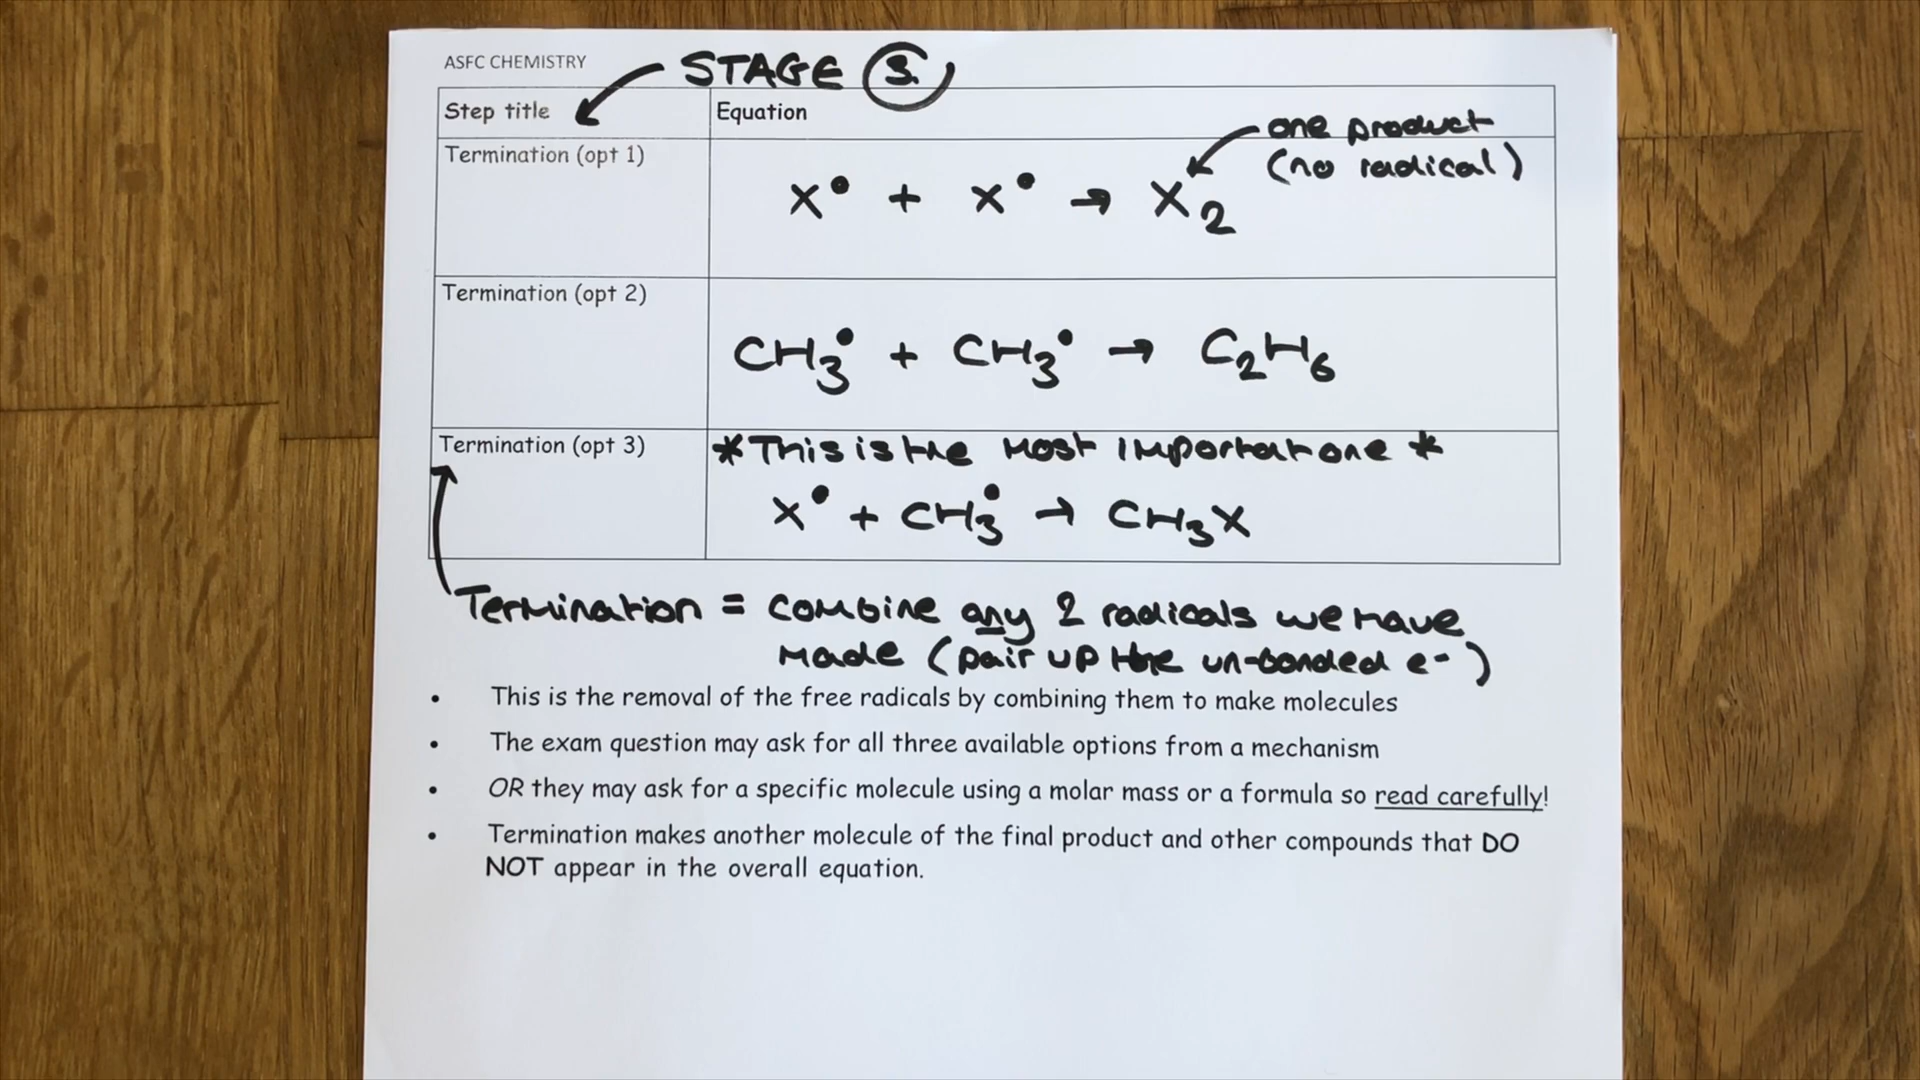 ASFC CHEMISTRY
STAGE 3.
Step title
Equation
one product
(no radical)
Termination (opt 1)
X• + X• → X₂
Termination (opt 2)
CH₃• + CH₃• → C₂H₆
Termination (opt 3)
*This is the most important one *
X• + CH₃• → CH₃X
Termination = combine any 2 radicals we have
made (pair up the un-bonded e-)
• This is the removal of the free radicals by combining them to make molecules
• The exam question may ask for all three available options from a mechanism
• OR they may ask for a specific molecule using a molar mass or a formula so read carefully!
• Termination makes another molecule of the final product and other compounds that DO
NOT appear in the overall equation.